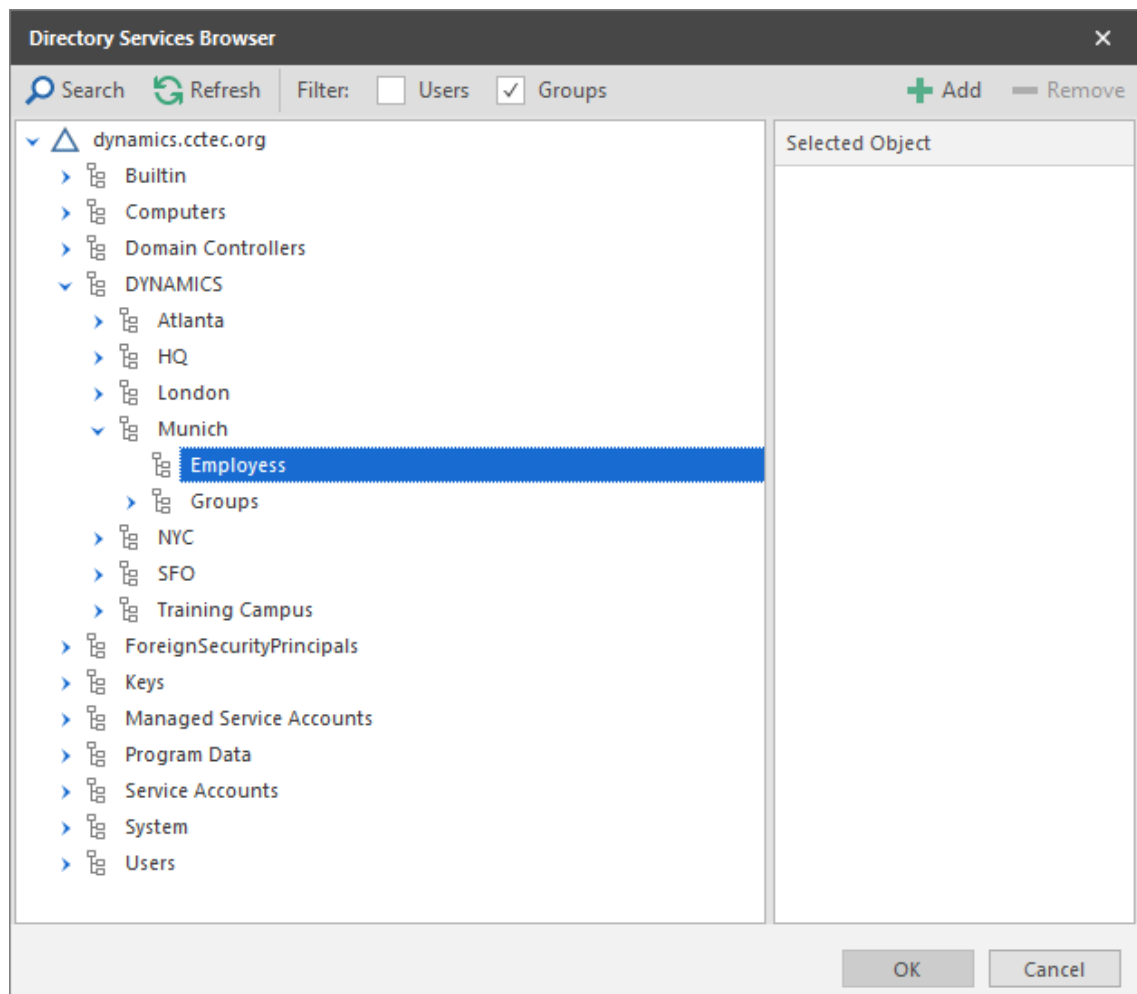 Directory Services Browser
Search Refresh Filter: Users Groups Add Remove
dynamics.cctec.org
Selected Object
Builtin
Computers
Domain Controllers
DYNAMICS
Atlanta
HQ
London
Munich
Employess
Groups
NYC
SFO
Training Campus
ForeignSecurityPrincipals
Keys
Managed Service Accounts
Program Data
Service Accounts
System
Users
OK Cancel